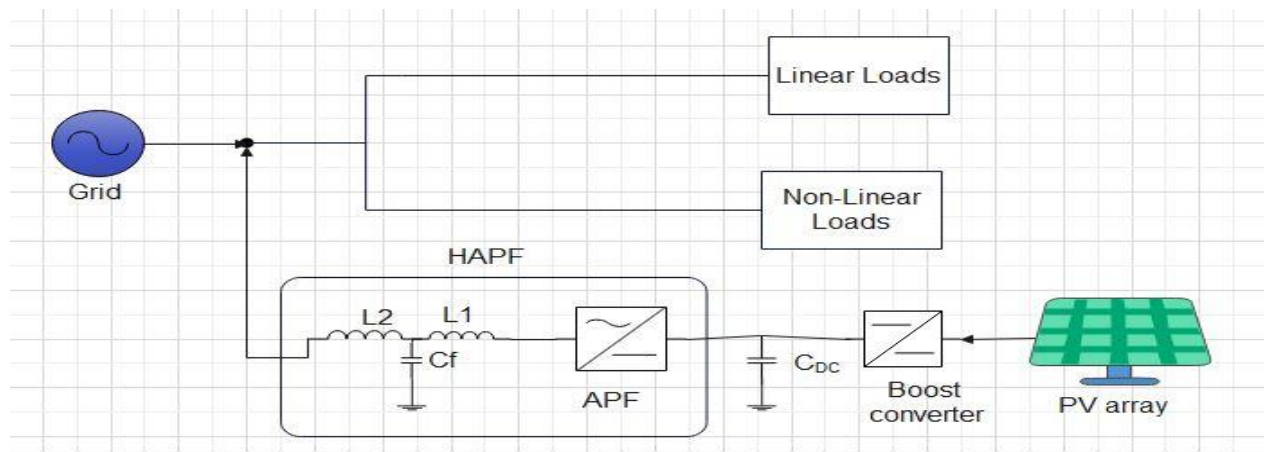 Linear Loads
Grid
Non-Linear
Loads
HAPF
L2
L1
Cf
APF
CDC
Boost
converter
PV array